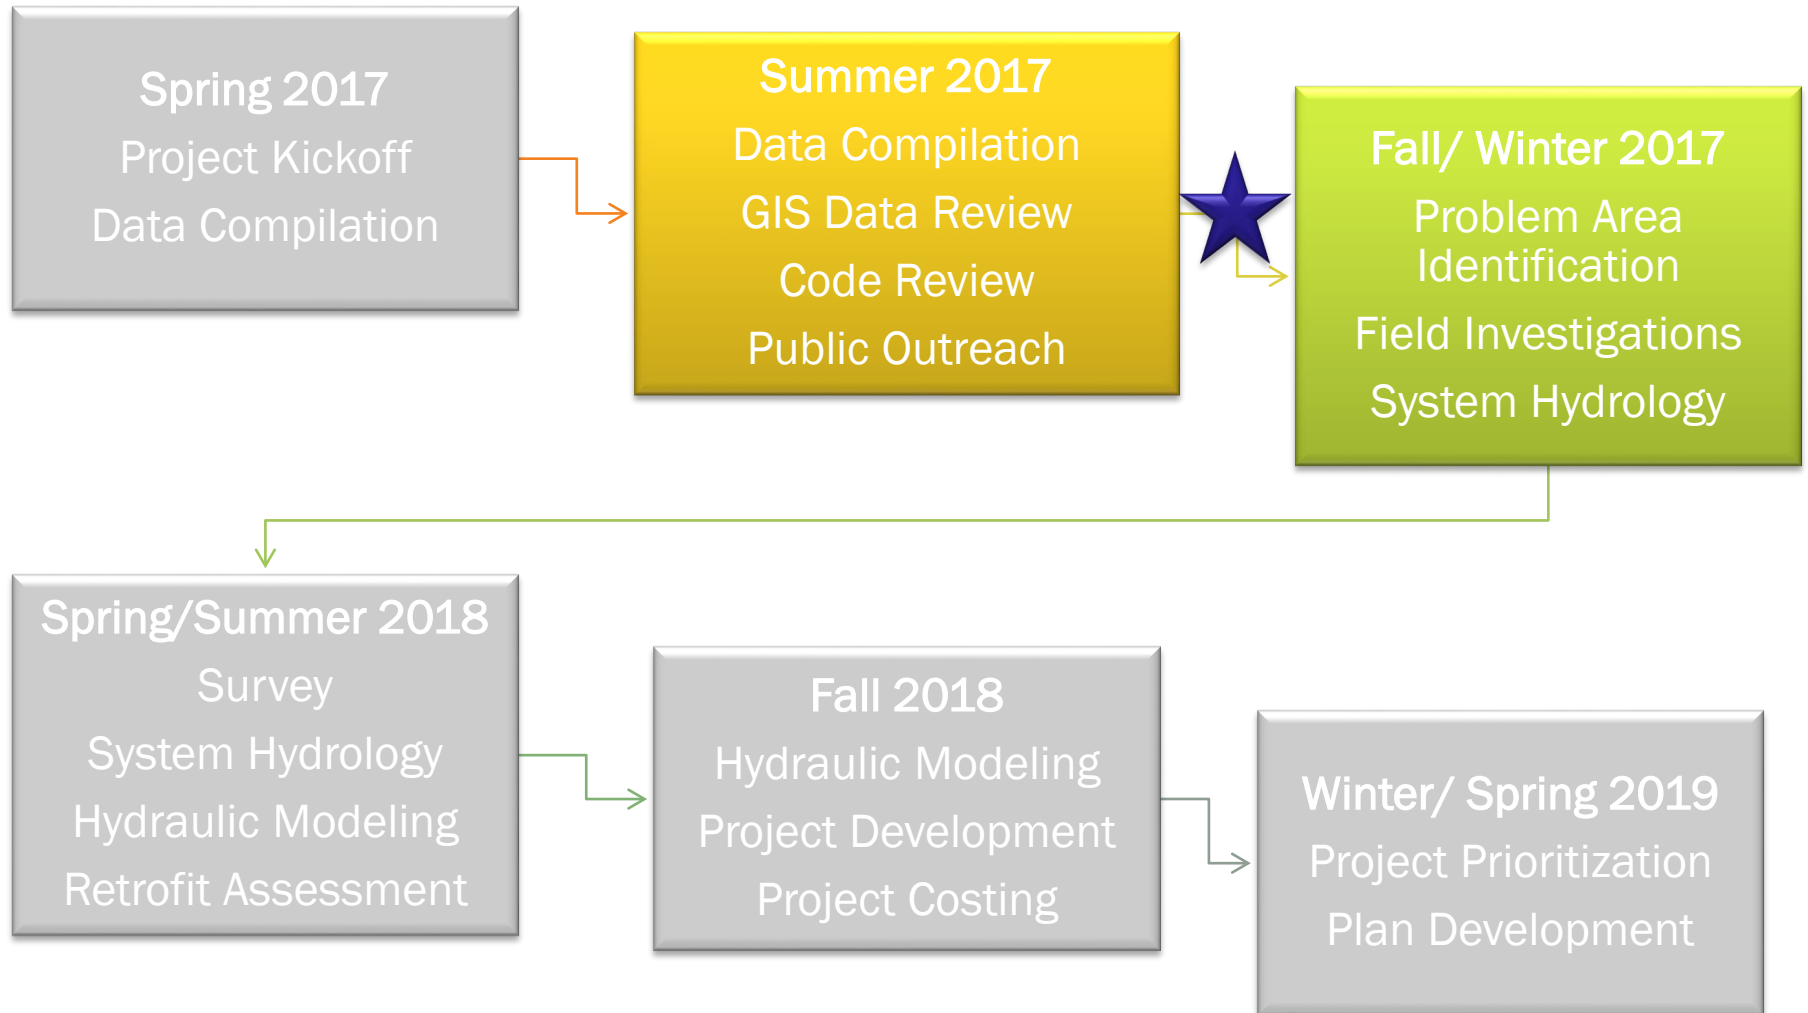 Spring 2017
Project Kickoff
Data Compilation
Summer 2017
Data Compilation
GIS Data Review
Code Review
Public Outreach
Fall/ Winter 2017
Problem Area
Identification
Field Investigations
System Hydrology
Spring/Summer 2018
Survey
System Hydrology
Hydraulic Modeling
Retrofit Assessment
Fall 2018
Hydraulic Modeling
Project Development
Project Costing
Winter/ Spring 2019
Project Prioritization
Plan Development